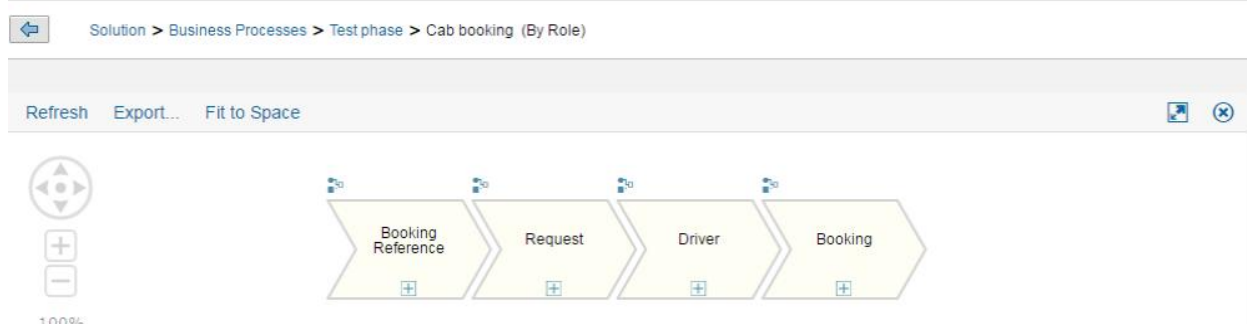 Solution > Business Processes > Test phase > Cab booking (By Role)
Refresh Export... Fit to Space
Booking
Reference
Request
Driver
Booking
100%